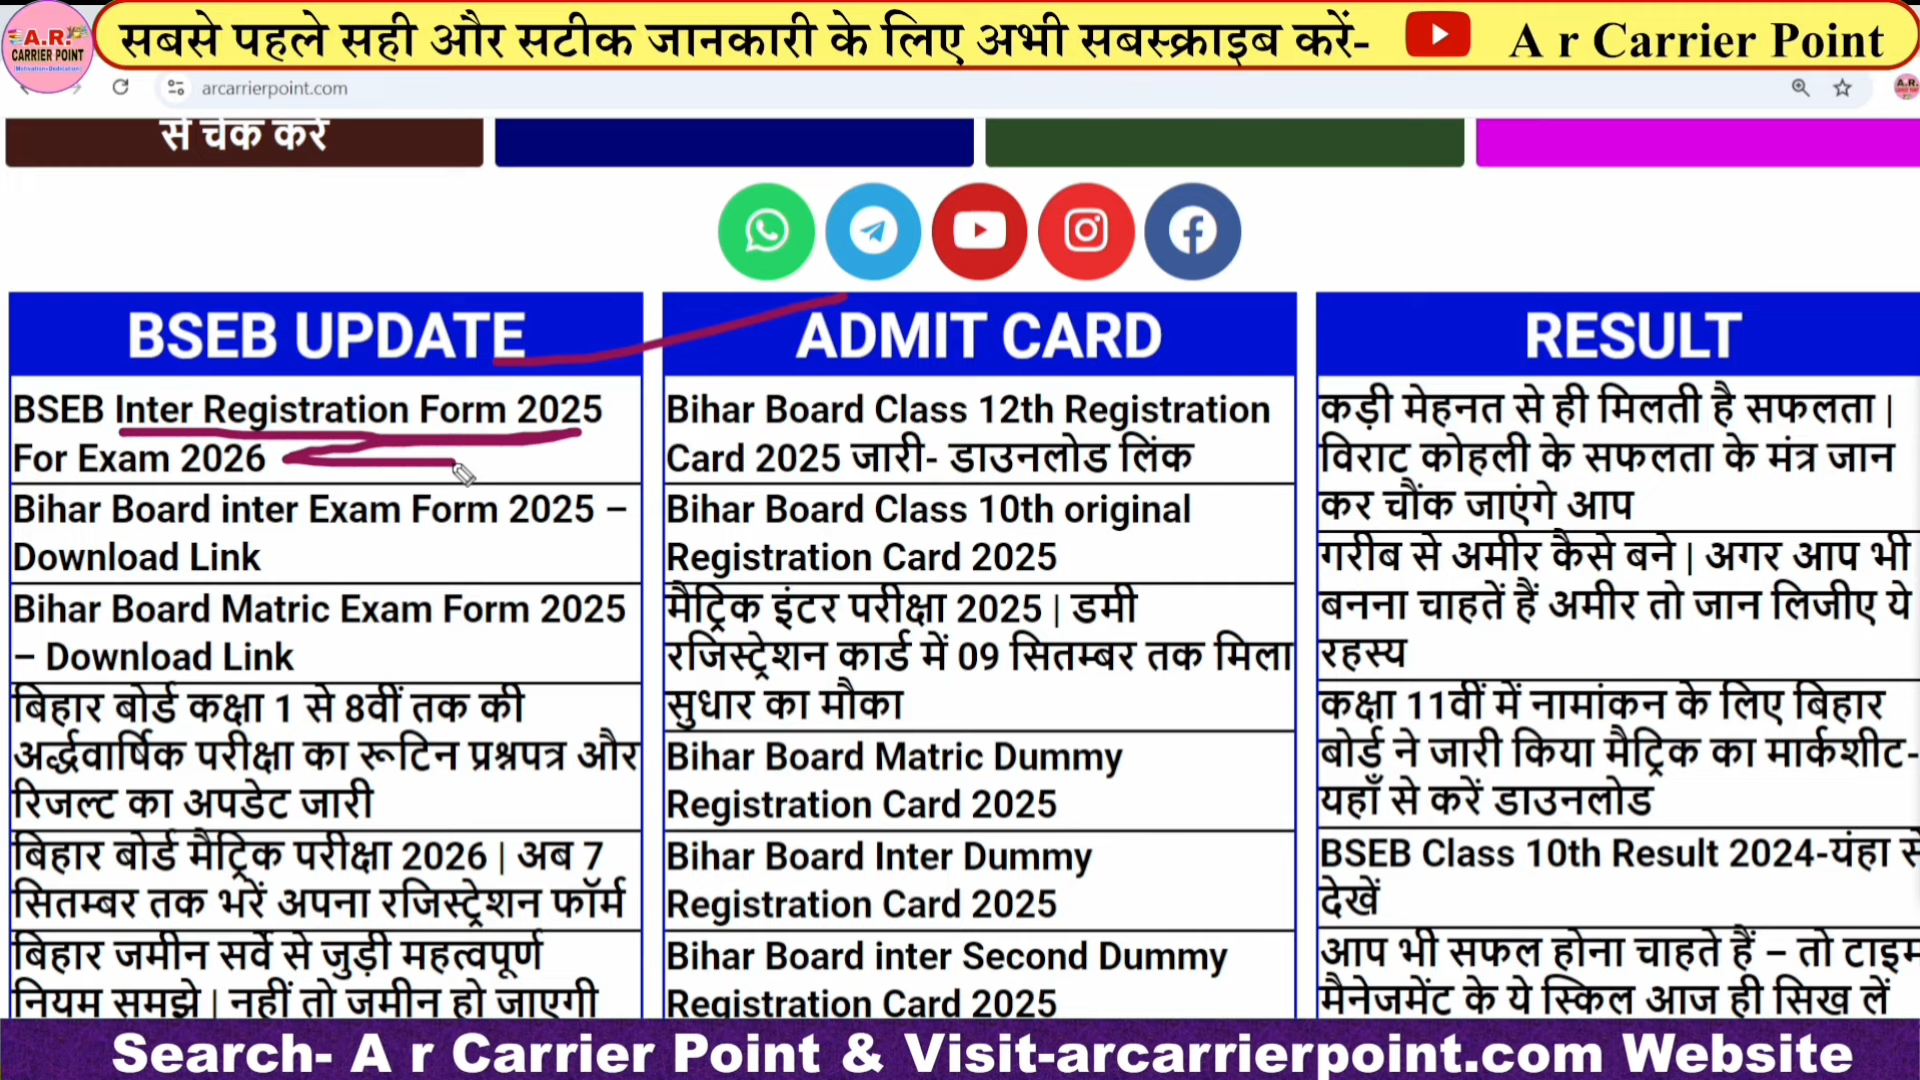 A.R.
CARRIER POINT
Motivation+Dedication
सबसे पहले सही और सटीक जानकारी के लिए अभी सबस्क्राइब करें-
A r Carrier Point
arcarrierpoint.com
से चेक करें
BSEB UPDATE
BSEB Inter Registration Form 2025
For Exam 2026
Bihar Board inter Exam Form 2025 –
Download Link
Bihar Board Matric Exam Form 2025
– Download Link
बिहार बोर्ड कक्षा 1 से 8वीं तक की
अर्द्धवार्षिक परीक्षा का रूटिन प्रश्नपत्र और
रिजल्ट का अपडेट जारी
बिहार बोर्ड मैट्रिक परीक्षा 2026 | अब 7
सितम्बर तक भरें अपना रजिस्ट्रेशन फॉर्म
बिहार जमीन सर्वे से जुड़ी महत्वपूर्ण
नियम समझे | नहीं तो जमीन हो जाएगी
ADMIT CARD
Bihar Board Class 12th Registration
Card 2025 जारी- डाउनलोड लिंक
Bihar Board Class 10th original
Registration Card 2025
मैट्रिक इंटर परीक्षा 2025 | डमी
रजिस्ट्रेशन कार्ड में 09 सितम्बर तक मिला
सुधार का मौका
Bihar Board Matric Dummy
Registration Card 2025
Bihar Board Inter Dummy
Registration Card 2025
Bihar Board inter Second Dummy
Registration Card 2025
RESULT
कड़ी मेहनत से ही मिलती है सफलता |
विराट कोहली के सफलता के मंत्र जान
कर चौंक जाएंगे आप
गरीब से अमीर कैसे बने | अगर आप भी
बनना चाहतें हैं अमीर तो जान लिजीए ये
रहस्य
कक्षा 11वीं में नामांकन के लिए बिहार
बोर्ड ने जारी किया मैट्रिक का मार्कशीट-
यहाँ से करें डाउनलोड
BSEB Class 10th Result 2024-यंहा से
देखें
आप भी सफल होना चाहते हैं – तो टाइम
मैनेजमेंट के ये स्किल आज ही सिख लें
Search- A r Carrier Point & Visit-arcarrierpoint.com Website